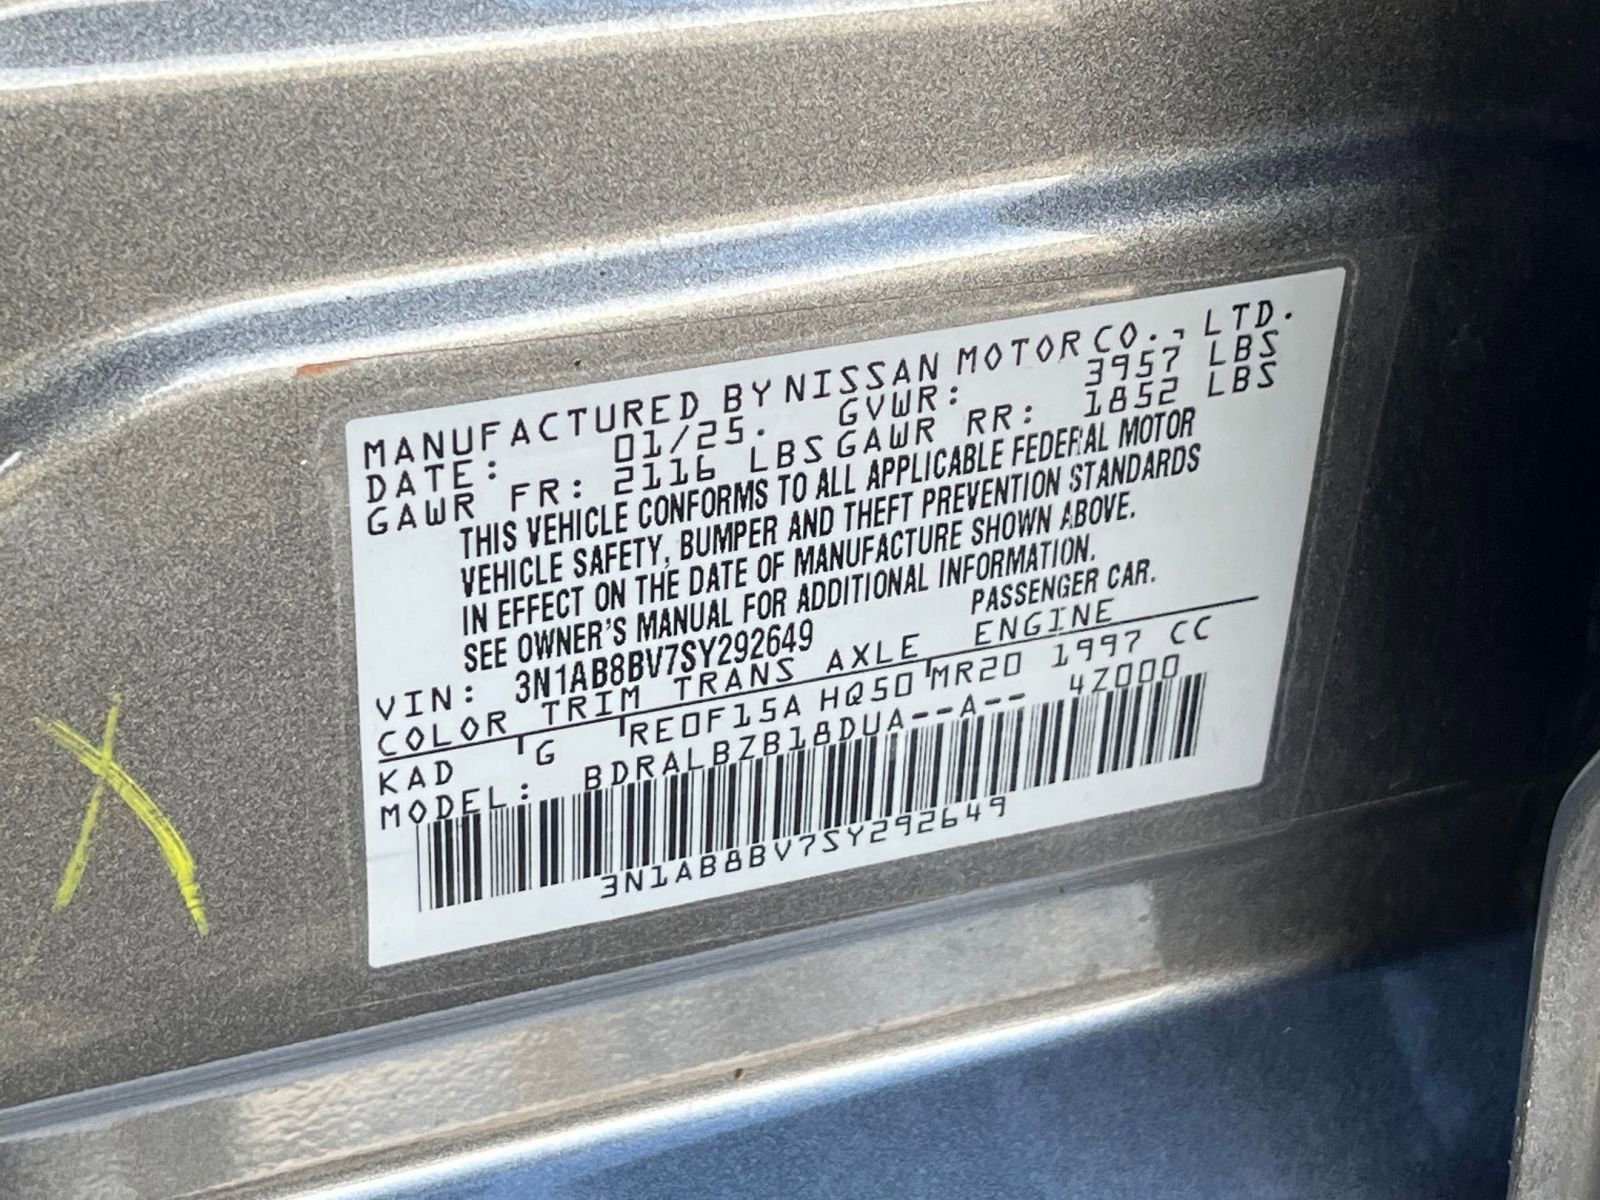 MANUFACTURED BY NISSAN MOTOR CO., LTD.
DATE: 01/25. GVWR: 3957 LBS
GAWR FR: 2116 LBS GAWR RR: 1852 LBS
THIS VEHICLE CONFORMS TO ALL APPLICABLE FEDERAL MOTOR
VEHICLE SAFETY, BUMPER AND THEFT PREVENTION STANDARDS
IN EFFECT ON THE DATE OF MANUFACTURE SHOWN ABOVE.
SEE OWNER'S MANUAL FOR ADDITIONAL INFORMATION.
VIN: 3N1AB8BV7SY292649 PASSENGER CAR.
COLOR TRIM TRANS AXLE ENGINE
KAD G RE0F15A HQ50 MR20 1997 CC
MODEL: BDRALBZB18DUA--A-- 4Z000
3N1AB8BV7SY292649